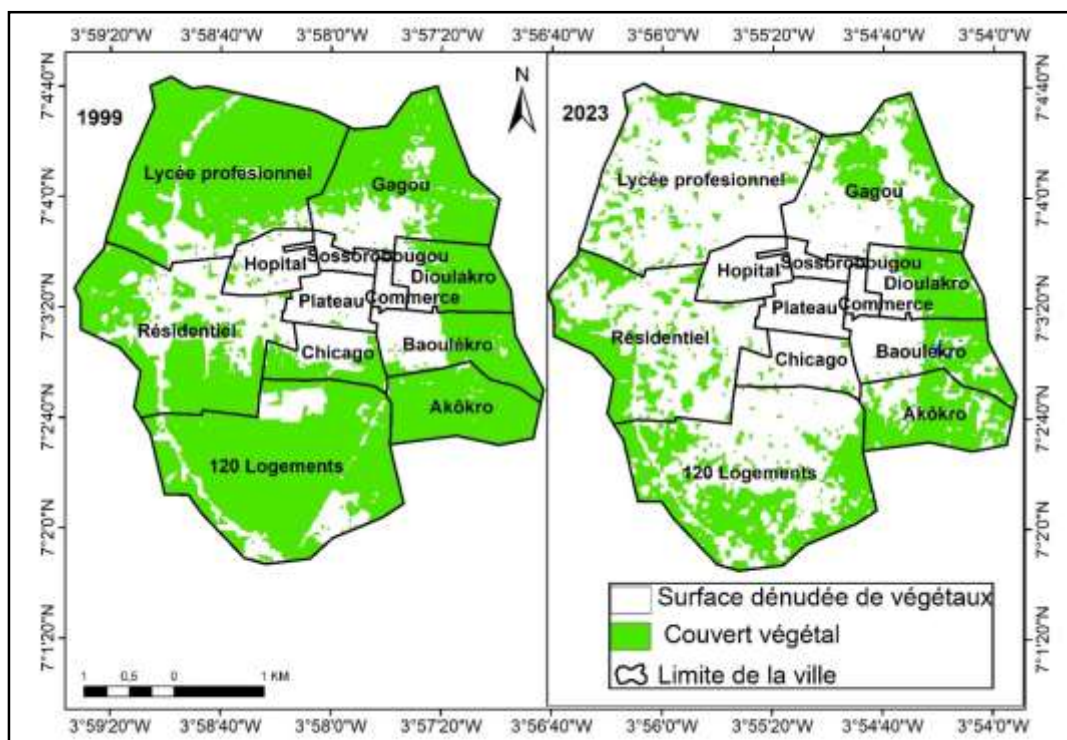 3°59'20"W 3°58'40"W 3°58'0"W 3°57'20"W 3°56'40"W 3°56'0"W 3°55'20"W 3°54'40"W 3°54'0"W
7°4'40"N
7°4'0"N
7°3'20"N
7°2'40"N
7°2'0"N
7°1'20"N
1999
N
Lycée profesionnel
Gagou
Hopital
Sossorobougou
Dioulakro
Plateau
Commerce
Résidentiel
Chicago
Baoulékro
Akôkro
120 Logements
1 0,5 0 1 KM
2023
Lycée profesionnel
Gagou
Hopital
Sossorobougou
Dioulakro
Plateau
Commerce
Résidentiel
Chicago
Baoulékro
Akôkro
120 Logements
Surface dénudée de végétaux
Couvert végétal
Limite de la ville
7°4'40"N
7°4'0"N
7°3'20"N
7°2'40"N
7°2'0"N
7°1'20"N
3°59'20"W 3°58'40"W 3°58'0"W 3°57'20"W 3°56'40"W 3°56'0"W 3°55'20"W 3°54'40"W 3°54'0"W